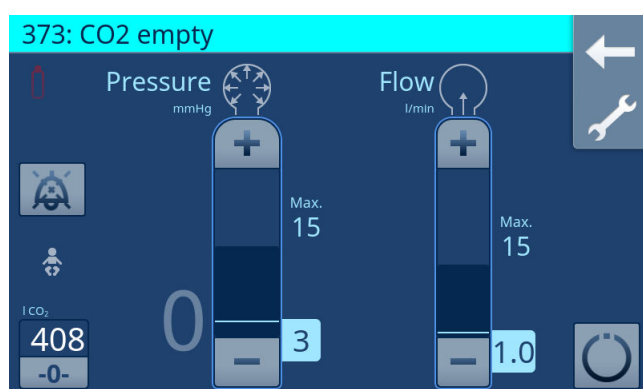 373: CO2 empty
Pressure
mmHg
Flow
l/min
Max.
15
Max.
15
0
3
1.0
l CO₂
408
-0-